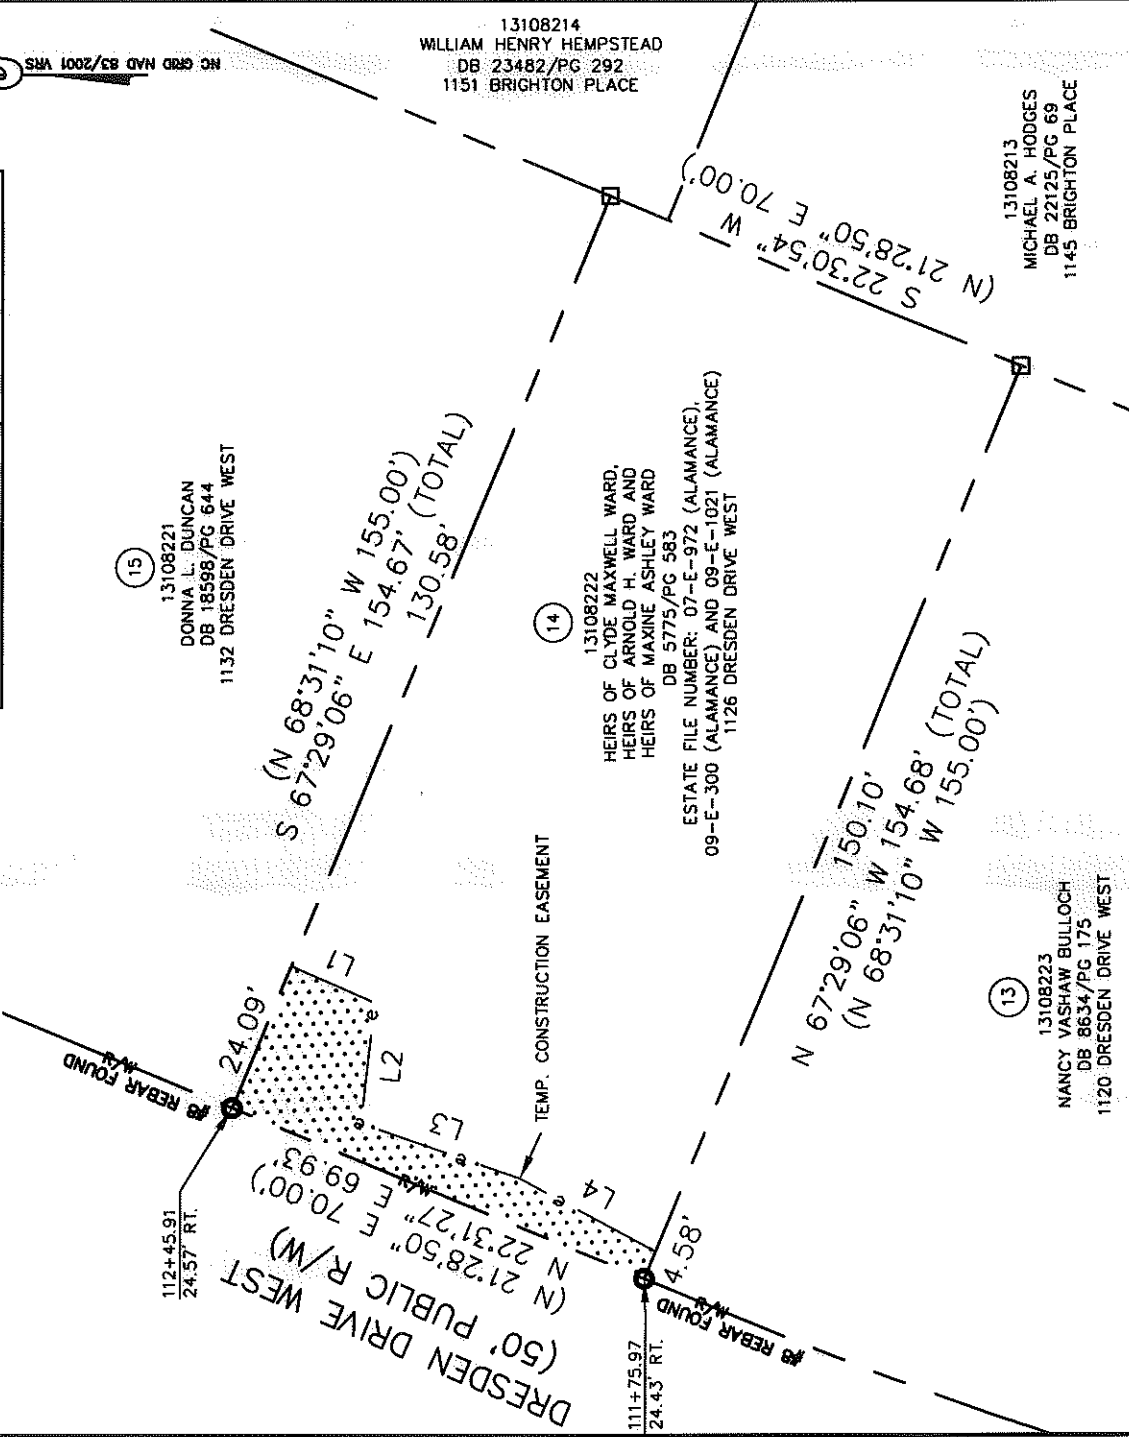 13108214
WILLIAM HENRY HEMPSTEAD
DB 23482/PG 292
1151 BRIGHTON PLACE
NC GRID NAD 83/2001 VRS
13108213
MICHAEL A. HODGES
DB 22125/PG 69
1145 BRIGHTON PLACE
S 22°30'54" W
(N 21°28'50" E 70.00')
15
13108221
DONNA L. DUNCAN
DB 18598/PG 644
1132 DRESDEN DRIVE WEST
(N 68°31'10" W 155.00')
S 67°29'06" E 154.67' (TOTAL)
130.58'
14
13108222
HEIRS OF CLYDE MAXWELL WARD,
HEIRS OF ARNOLD H. WARD AND
HEIRS OF MAXINE ASHLEY WARD
DB 5775/PG 583
ESTATE FILE NUMBER: 07-E-972 (ALAMANCE),
09-E-300 (ALAMANCE) AND 09-E-1021 (ALAMANCE)
1126 DRESDEN DRIVE WEST
150.10'
N 67°29'06" W 154.68' (TOTAL)
(N 68°31'10" W 155.00')
13
13108223
NANCY VASHAW BULLOCH
DB 8634/PG 175
1120 DRESDEN DRIVE WEST
TEMP. CONSTRUCTION EASEMENT
24.09'
L1
e
L2
e
L3
e
e
L4
4.58'
R/W
#8 REBAR FOUND
112+45.91
24.57' RT.
R/W
N 22°31'27" E 69.93'
(N 21°28'50" E 70.00')
DRESDEN DRIVE WEST
(50' PUBLIC R/W)
111+75.97
24.43' RT.
R/W
#8 REBAR FOUND